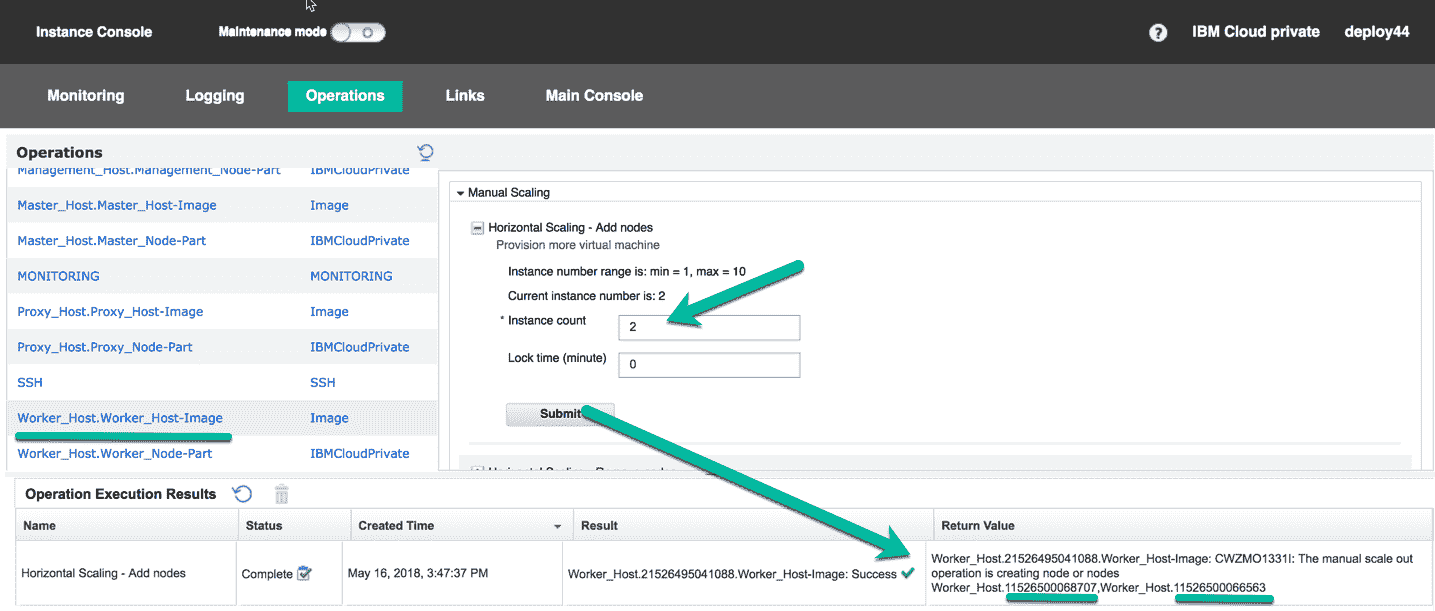 Instance Console Maintenance mode IBM Cloud private deploy44
Monitoring Logging Operations Links Main Console
Operations
Management_Host.Management_Node-Part IBMCloudPrivate
Master_Host.Master_Host-Image Image
Master_Host.Master_Node-Part IBMCloudPrivate
MONITORING MONITORING
Proxy_Host.Proxy_Host-Image Image
Proxy_Host.Proxy_Node-Part IBMCloudPrivate
SSH SSH
Worker_Host.Worker_Host-Image Image
Worker_Host.Worker_Node-Part IBMCloudPrivate
Manual Scaling
Horizontal Scaling - Add nodes
Provision more virtual machine
Instance number range is: min = 1, max = 10
Current instance number is: 2
* Instance count 2
Lock time (minute) 0
Submit
Operation Execution Results
Name Status Created Time Result Return Value
Horizontal Scaling - Add nodes Complete May 16, 2018, 3:47:37 PM Worker_Host.21526495041088.Worker_Host-Image: Success
Worker_Host.21526495041088.Worker_Host-Image: CWZMO1331I: The manual scale out
operation is creating node or nodes
Worker_Host.11526500068707,Worker_Host.11526500066563